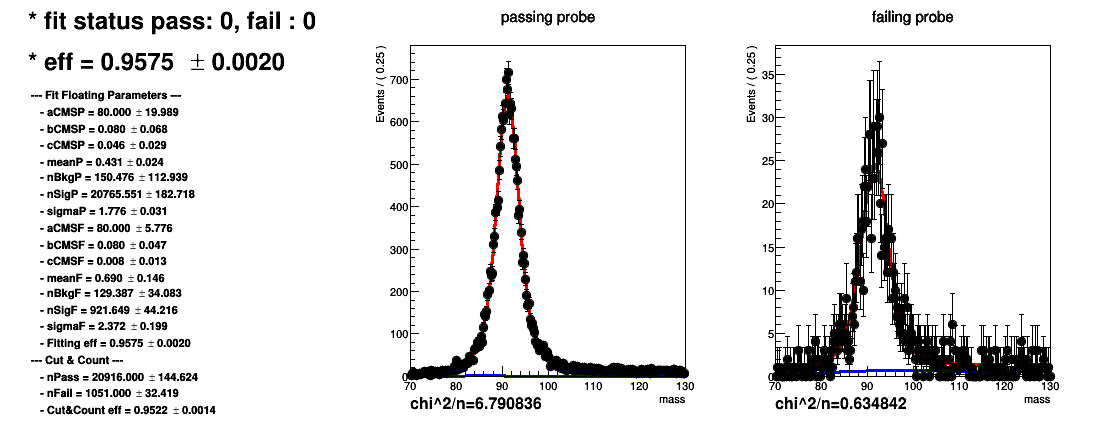 * fit status pass: 0, fail : 0
* eff = 0.9575 ± 0.0020
--- Fit Floating Parameters ---
- aCMSP = 80.000 ± 19.989
- bCMSP = 0.080 ± 0.068
- cCMSP = 0.046 ± 0.029
- meanP = 0.431 ± 0.024
- nBkgP = 150.476 ± 112.939
- nSigP = 20765.551 ± 182.718
- sigmaP = 1.776 ± 0.031
- aCMSF = 80.000 ± 5.776
- bCMSF = 0.080 ± 0.047
- cCMSF = 0.008 ± 0.013
- meanF = 0.690 ± 0.146
- nBkgF = 129.387 ± 34.083
- nSigF = 921.649 ± 44.216
- sigmaF = 2.372 ± 0.199
- Fitting eff = 0.9575 ± 0.0020
--- Cut & Count ---
- nPass = 20916.000 ± 144.624
- nFail = 1051.000 ± 32.419
- Cut&Count eff = 0.9522 ± 0.0014
passing probe
Events / ( 0.25 )
700
600
500
400
300
200
100
0
70 80 90 100 110 120 130
mass
chi^2/n=6.790836
failing probe
Events / ( 0.25 )
35
30
25
20
15
10
5
0
70 80 90 100 110 120 130
mass
chi^2/n=0.634842